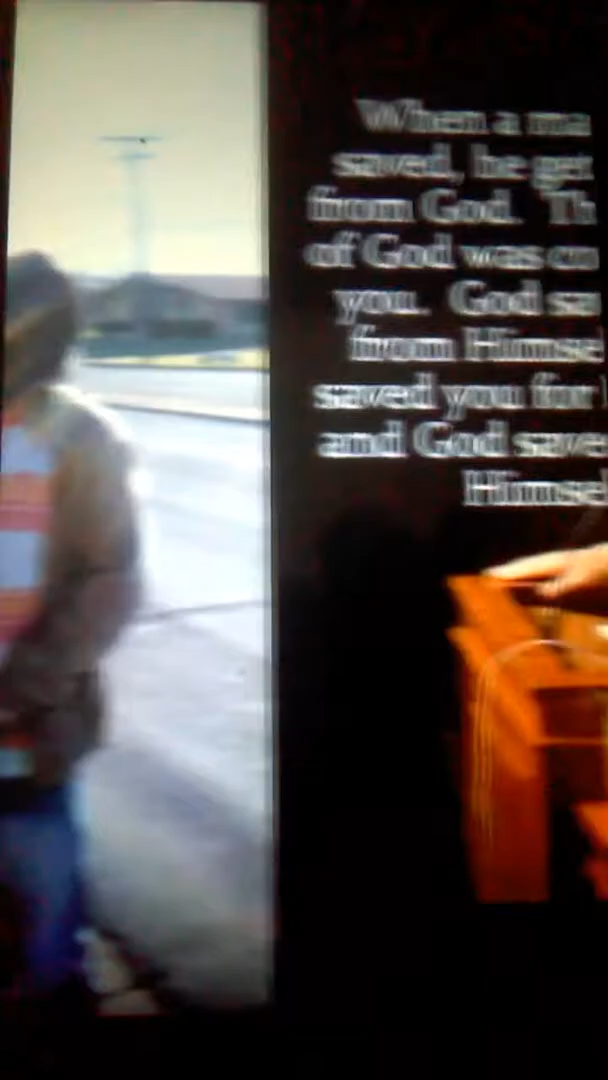 When a ma
saved, he get
from God. Th
of God was on
you. God sa
from Himse
saved you for
and God save
Himsel